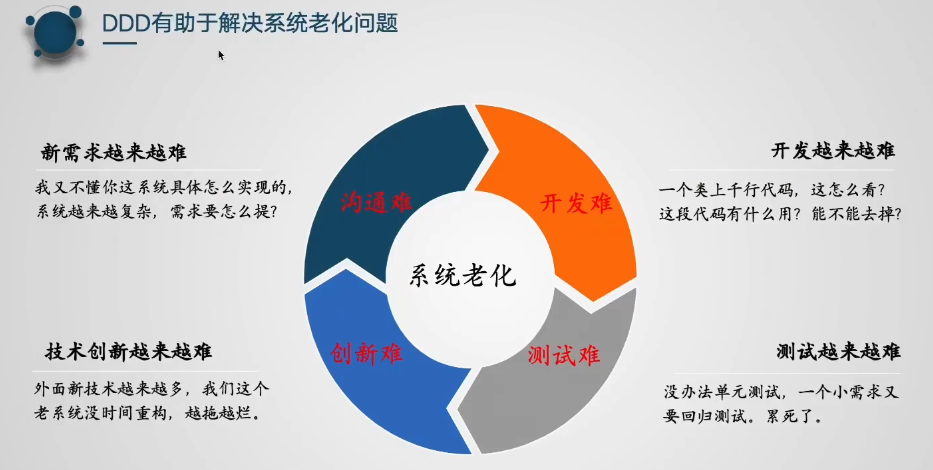 DDD有助于解决系统老化问题
新需求越来越难
我又不懂你这系统具体怎么实现的，
系统越来越复杂，需求要怎么提？
开发越来越难
一个类上千行代码，这怎么看？
这段代码有什么用？能不能去掉？
沟通难
开发难
系统老化
创新难
测试难
技术创新越来越难
外面新技术越来越多，我们这个
老系统没时间重构，越拖越烂。
测试越来越难
没办法单元测试，一个小需求又
要回归测试。累死了。